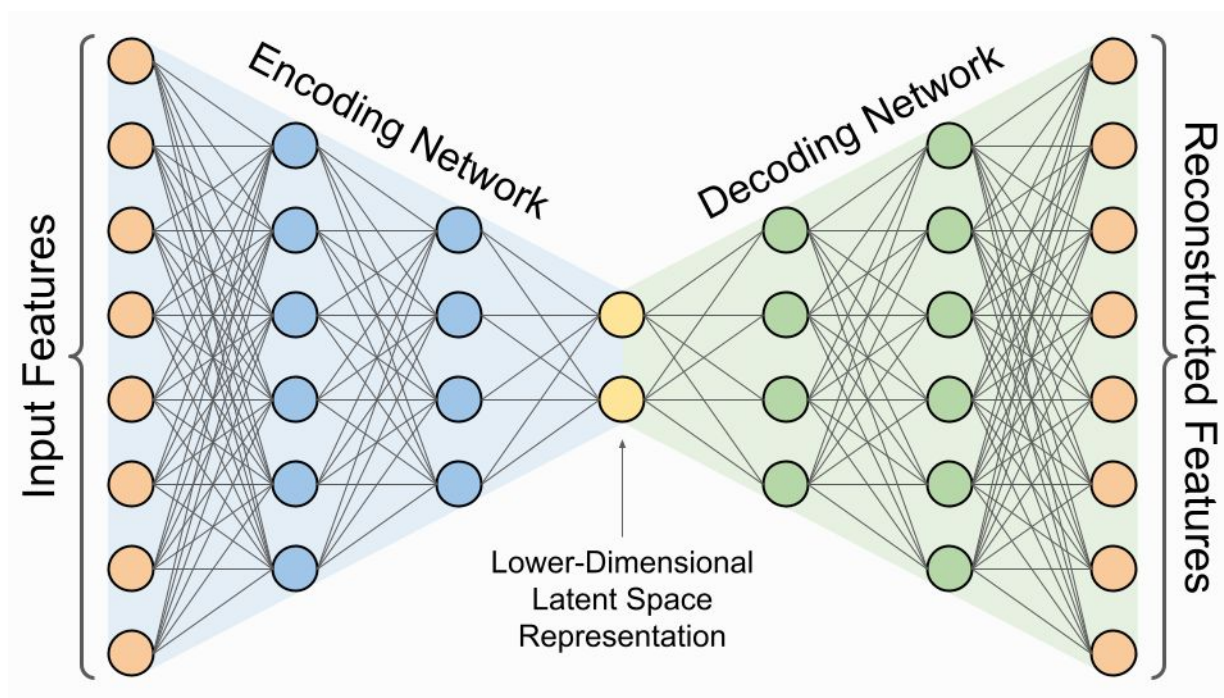 Input Features
Encoding Network
Lower-Dimensional
Latent Space
Representation
Decoding Network
Reconstructed Features